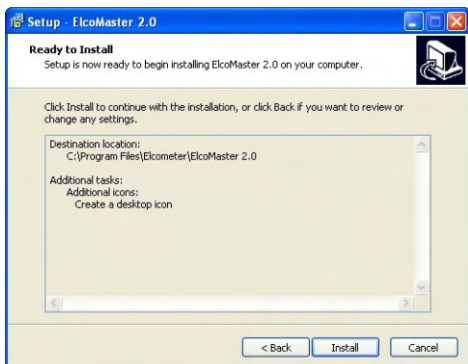 Setup - ElcoMaster 2.0
Ready to Install
Setup is now ready to begin installing ElcoMaster 2.0 on your computer.
Click Install to continue with the installation, or click Back if you want to review or
change any settings.
Destination location:
C:\Program Files\Elcometer\ElcoMaster 2.0
Additional tasks:
Additional icons:
Create a desktop icon
< Back
Install
Cancel